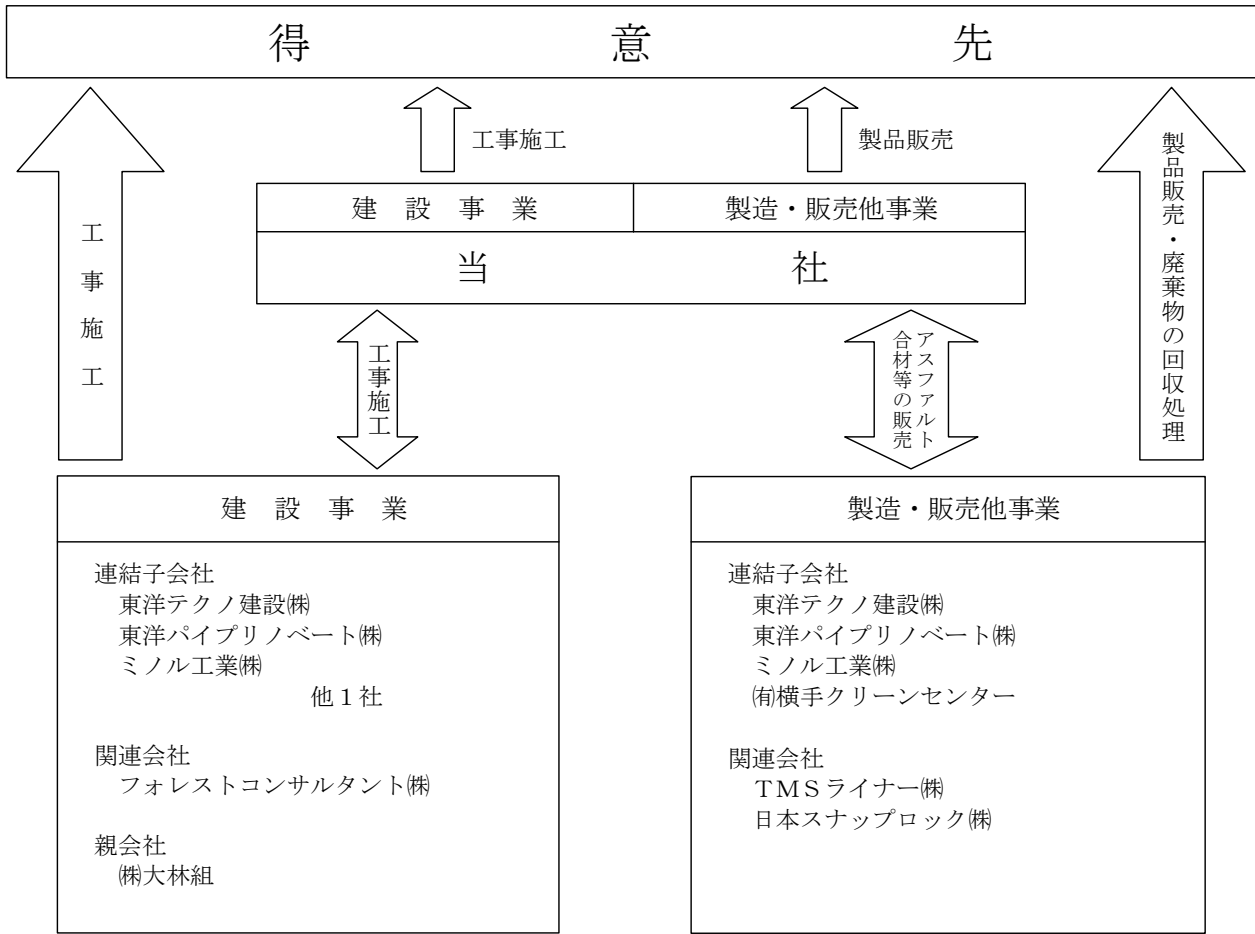 得意先
工事施工
製品販売
建設事業
製造・販売他事業
当社
工事施工
製品販売・廃棄物の回収処理
工事施工
アスファルト
合材等の販売
建設事業
連結子会社
東洋テクノ建設㈱
東洋パイプリノベート㈱
ミノル工業㈱
他１社
関連会社
フォレストコンサルタント㈱
親会社
㈱大林組
製造・販売他事業
連結子会社
東洋テクノ建設㈱
東洋パイプリノベート㈱
ミノル工業㈱
㈲横手クリーンセンター
関連会社
ＴＭＳライナー㈱
日本スナップロック㈱